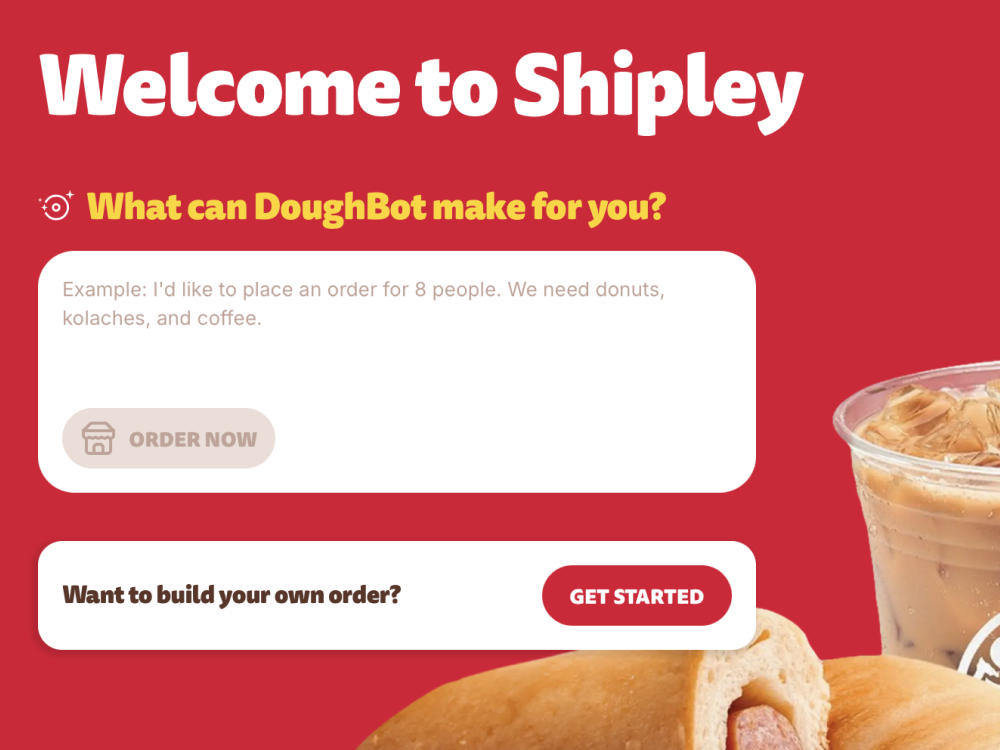 Welcome to Shipley
What can DoughBot make for you?
Example: I'd like to place an order for 8 people. We need donuts,
kolaches, and coffee.
ORDER NOW
Want to build your own order?
GET STARTED